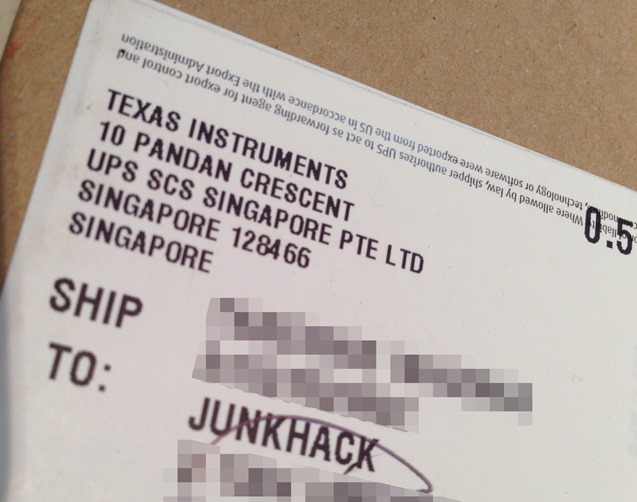 TEXAS INSTRUMENTS
10 PANDAN CRESCENT
UPS SCS SINGAPORE PTE LTD
SINGAPORE 128466
SINGAPORE
SHIP
TO:
JUNKHACK
0.5
Where allowed by law, shipper authorizes UPS to act as forwarding agent for export control and
technology or software were exported from the US in accordance with the Export Administration